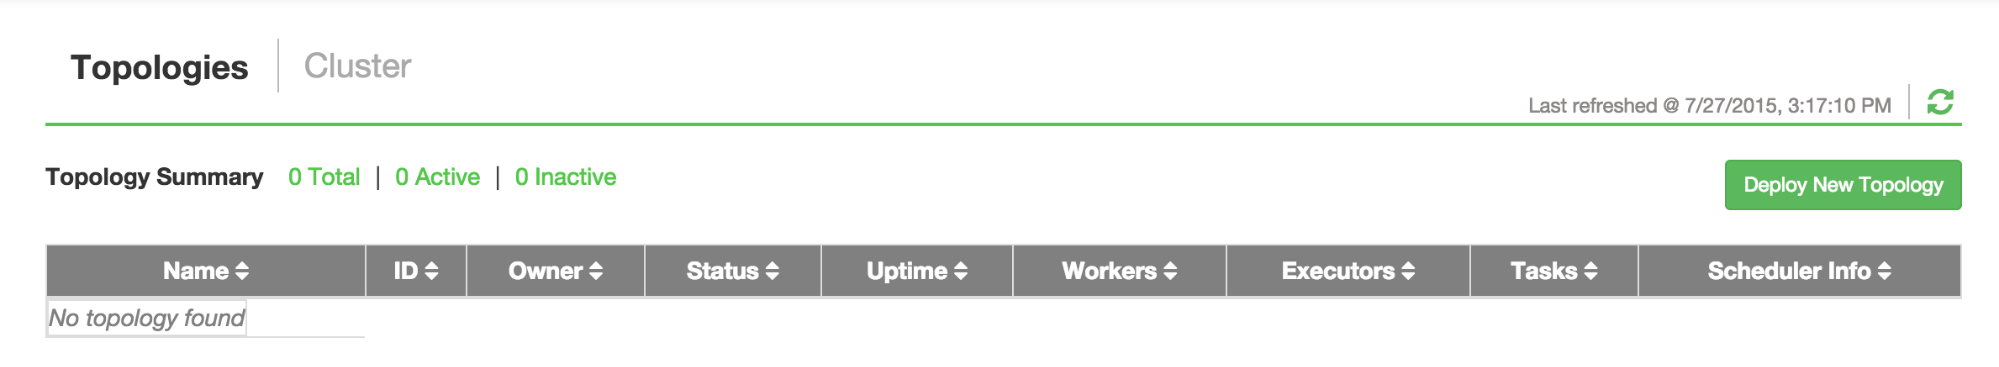 Topologies | Cluster
Last refreshed @ 7/27/2015, 3:17:10 PM
Topology Summary 0 Total | 0 Active | 0 Inactive
Deploy New Topology
Name ID Owner Status Uptime Workers Executors Tasks Scheduler Info
No topology found